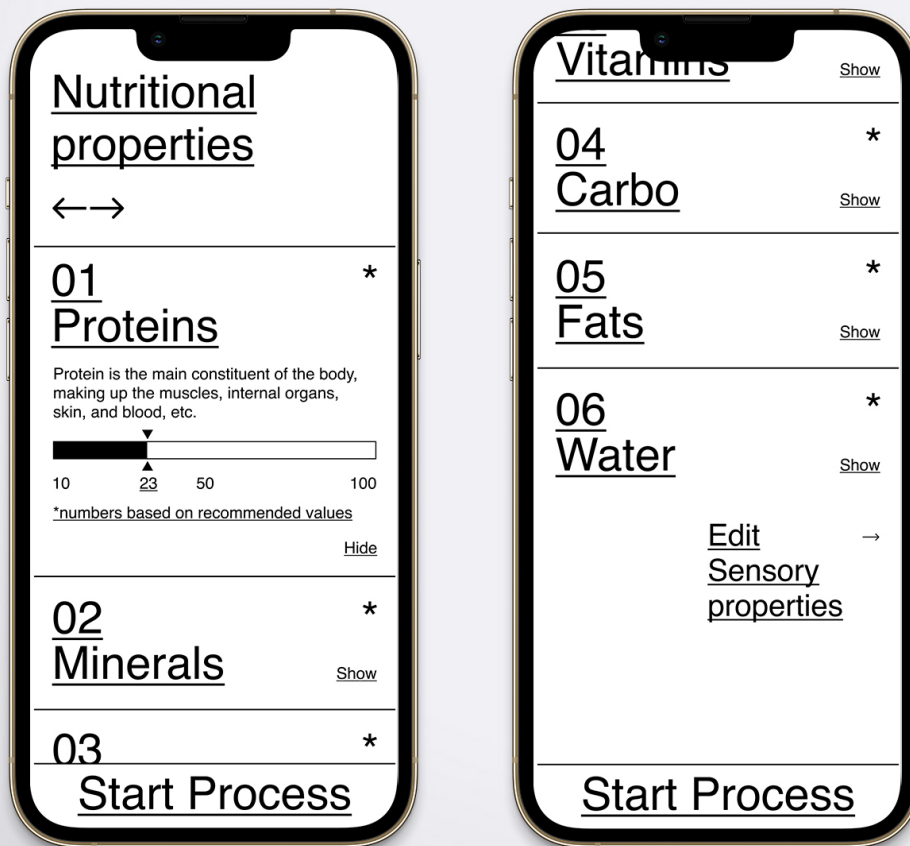 Nutritional
properties
←→
01
*
Proteins
Protein is the main constituent of the body,
making up the muscles, internal organs,
skin, and blood, etc.
10 23 50 100
*numbers based on recommended values
Hide
02
*
Minerals
Show
03
*
Start Process
Vitamins
Show
04
*
Carbo
Show
05
*
Fats
Show
06
*
Water
Show
Edit →
Sensory
properties
Start Process